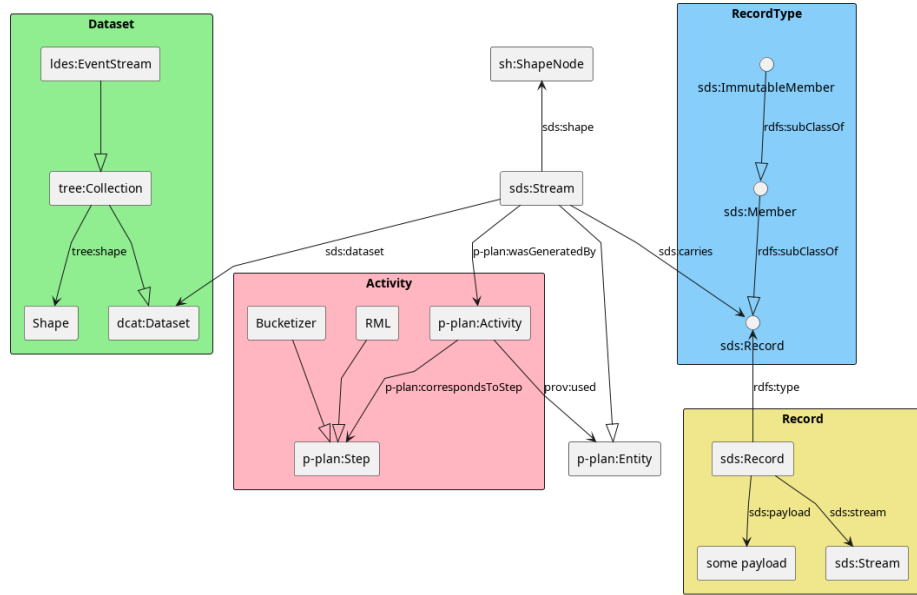 Dataset
RecordType
ldes:EventStream
sh:ShapeNode
sds:ImmutableMember
sds:shape
rdfs:subClassOf
tree:Collection
sds:Stream
sds:Member
tree:shape
sds:dataset
p-plan:wasGeneratedBy
sds:carries
rdfs:subClassOf
Activity
Shape
dcat:Dataset
Bucketizer
RML
p-plan:Activity
sds:Record
p-plan:correspondsToStep
prov:used
rdfs:type
Record
p-plan:Step
p-plan:Entity
sds:Record
sds:payload
sds:stream
some payload
sds:Stream